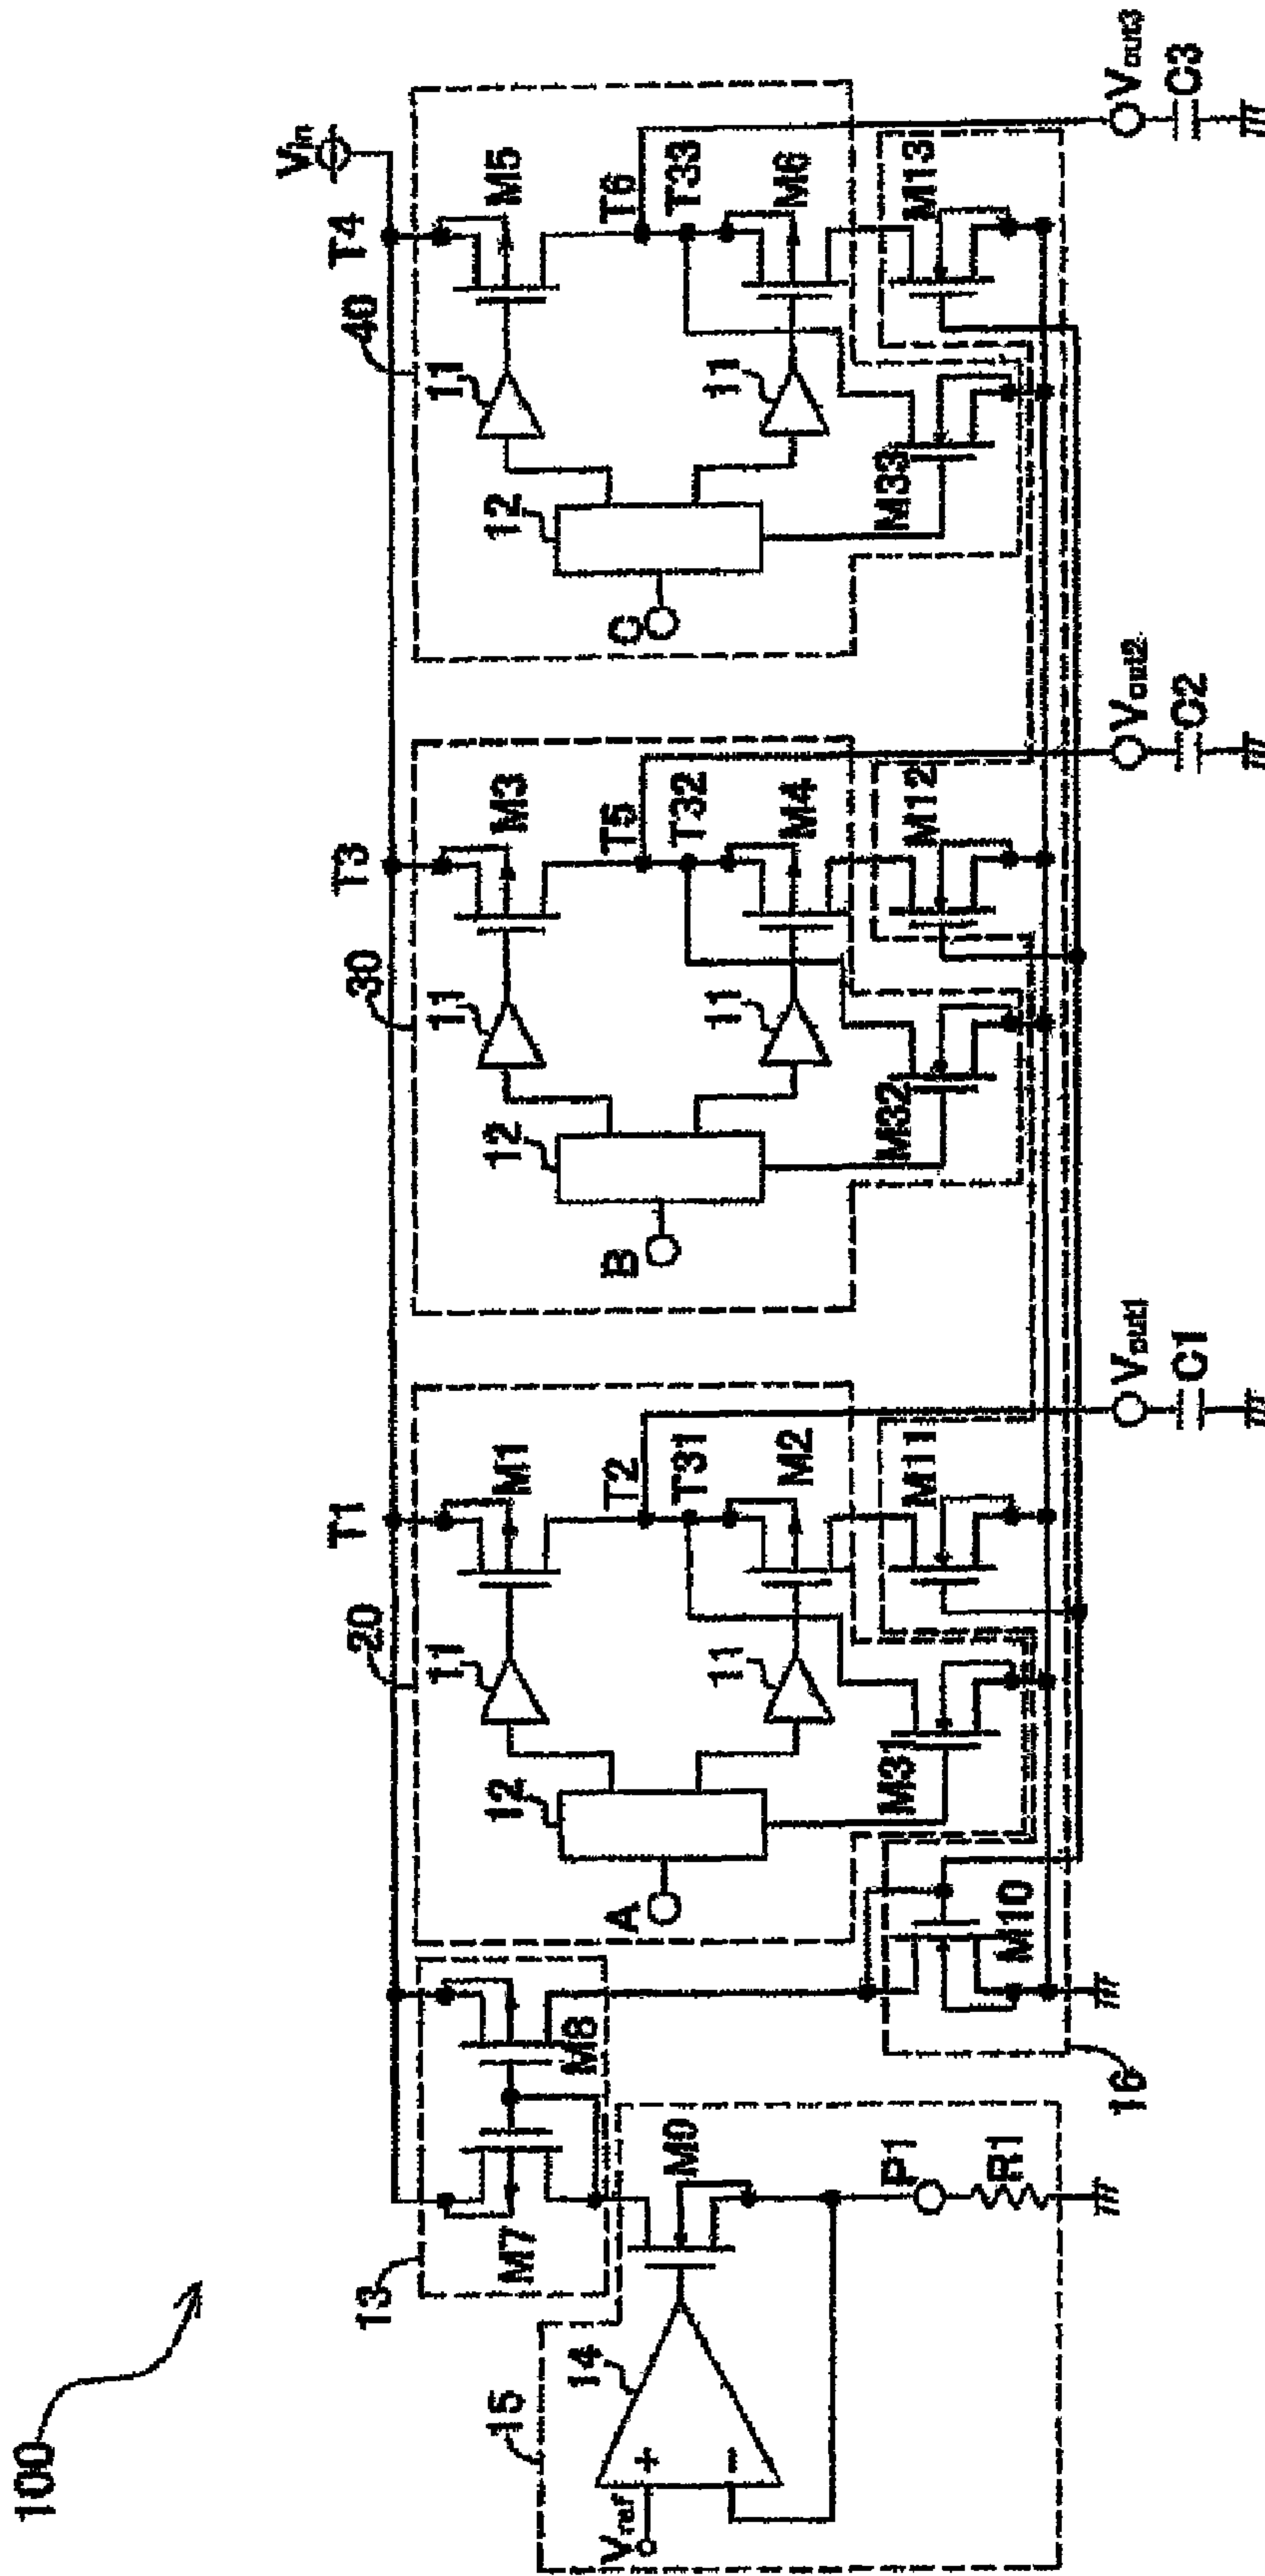 100
Vin
T1
T3
T4
13
20
30
40
M7
M8
11
M1
11
M3
11
M5
15
14
Vref
+
-
M0
A
12
B
12
C
12
T2
T31
T5
T32
T6
T33
11
M2
11
M4
11
M6
P1
R1
M10
M31
M11
M32
M12
M33
M13
16
Vout1
C1
Vout2
C2
Vout3
C3